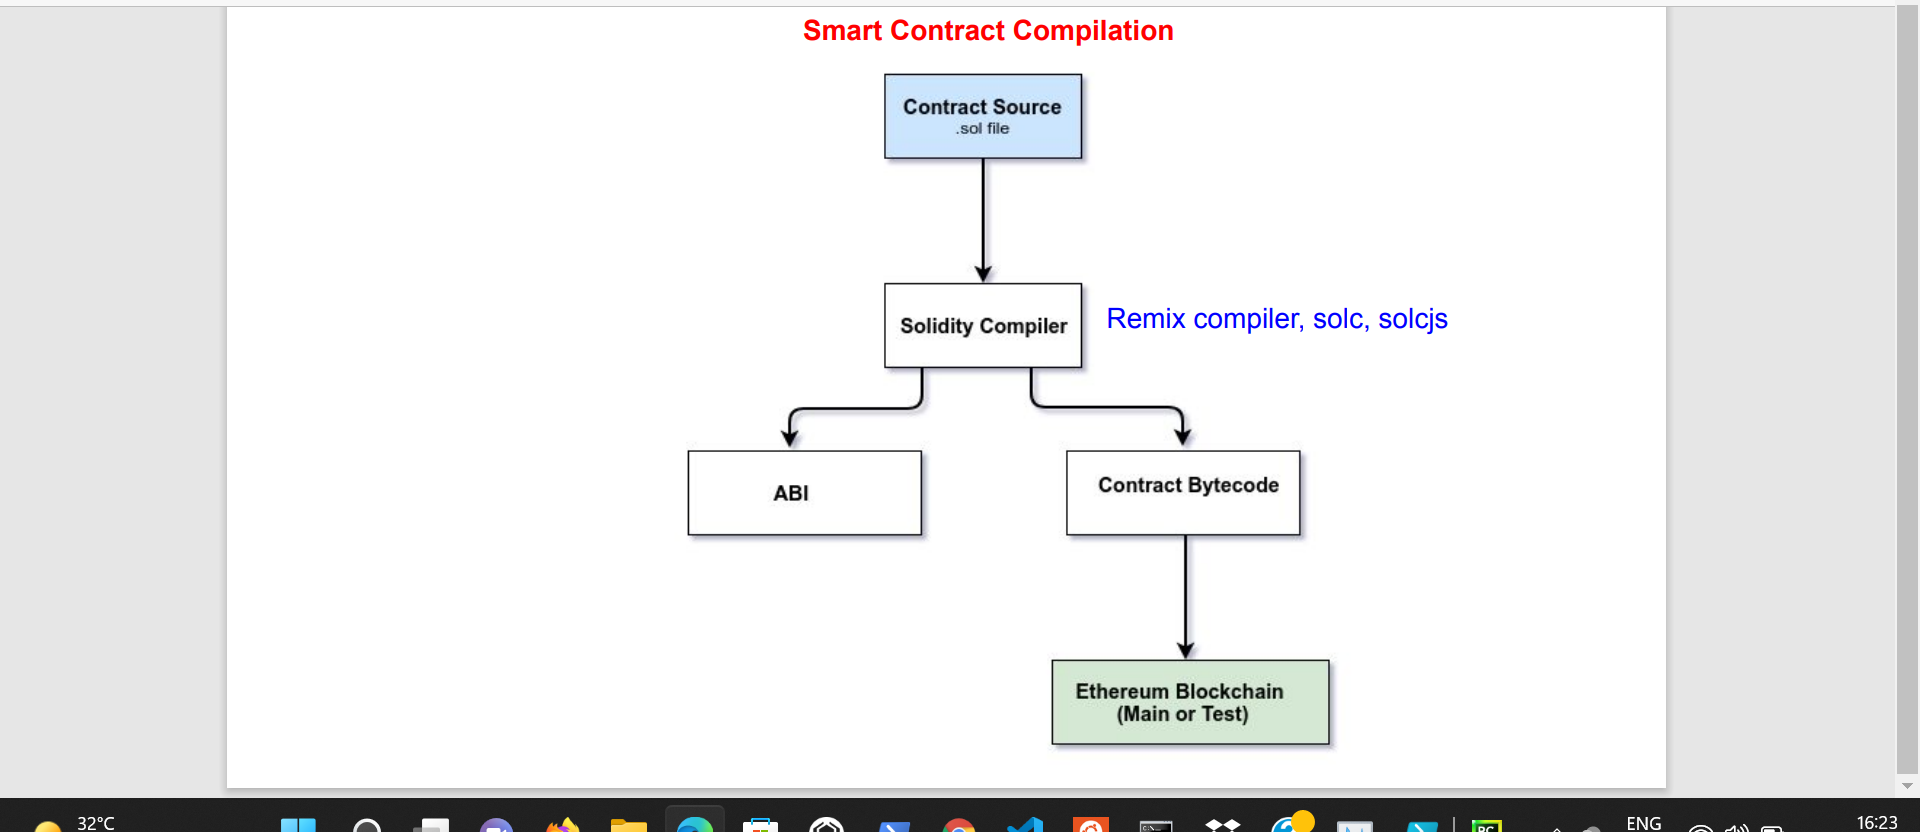 Smart Contract Compilation
Contract Source
.sol file
Solidity Compiler
Remix compiler, solc, solcjs
ABI
Contract Bytecode
Ethereum Blockchain
(Main or Test)
32°C
PC
ENG
16:23